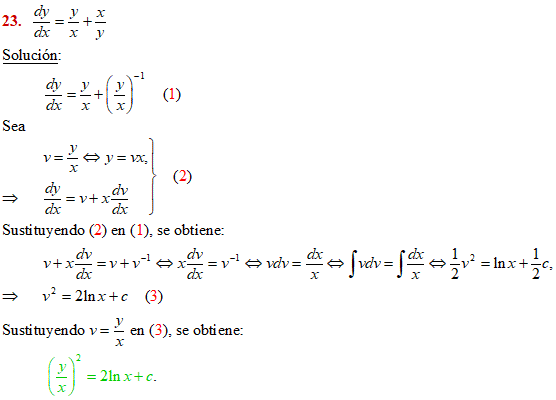 23. dy/dx = y/x + x/y
Solución:
dy/dx = y/x + (y/x)⁻¹ (1)
Sea
v = y/x ⇔ y = vx,
⇒ dy/dx = v + x dv/dx } (2)
Sustituyendo (2) en (1), se obtiene:
v + x dv/dx = v + v⁻¹ ⇔ x dv/dx = v⁻¹ ⇔ vdv = dx/x ⇔ ∫vdv = ∫dx/x ⇔ 1/2 v² = ln x + 1/2 c,
⇒ v² = 2ln x + c (3)
Sustituyendo v = y/x en (3), se obtiene:
(y/x)² = 2ln x + c.